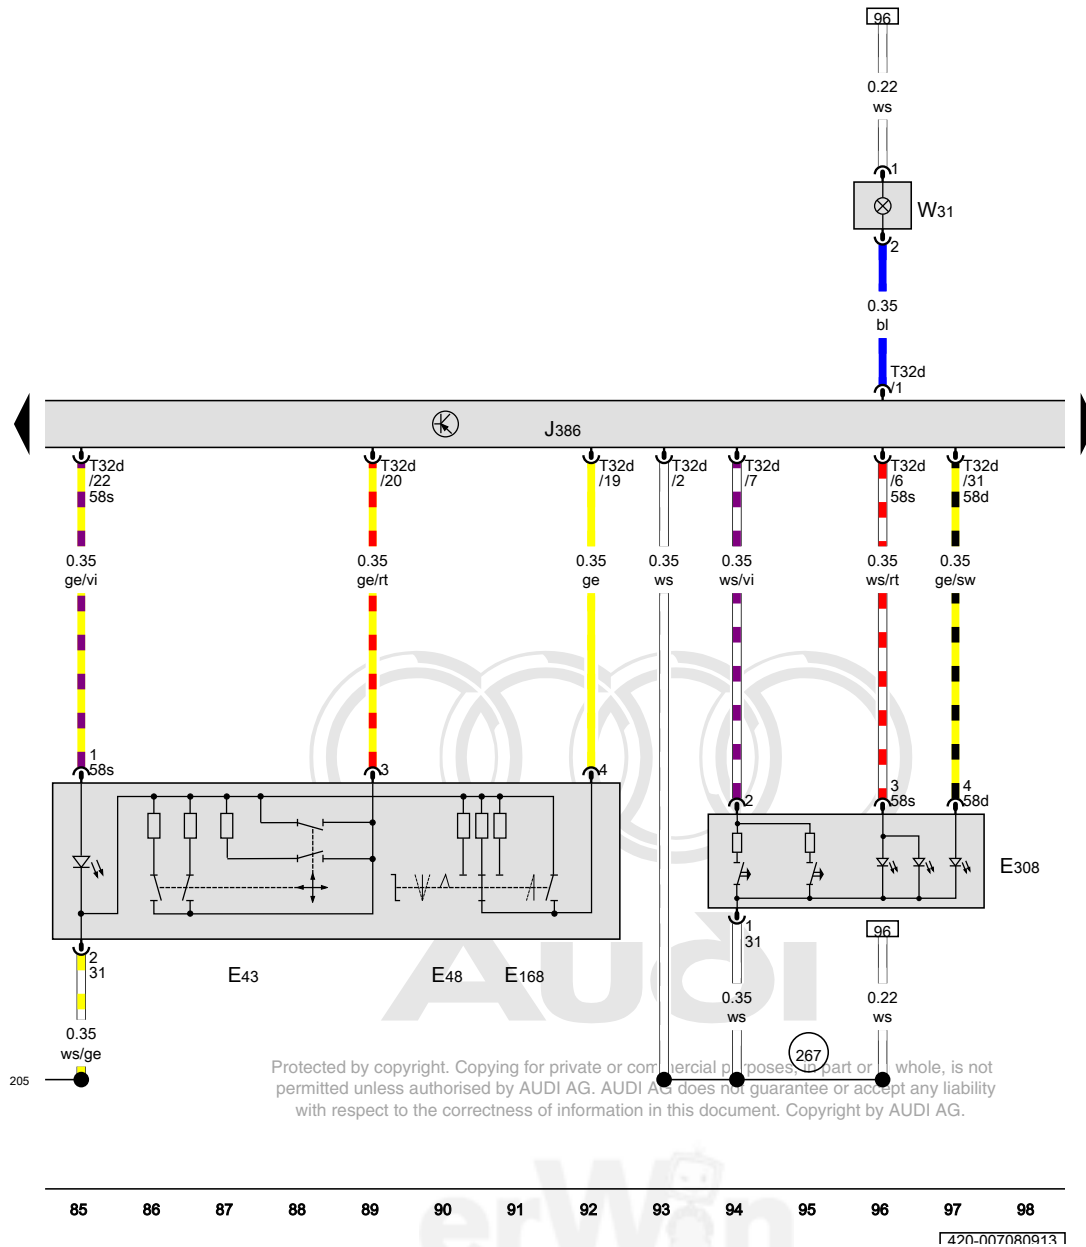 96
0.22
ws
1
W31
2
0.35
bl
T32d
/1
J386
T32d
/22
58s
T32d
/20
T32d
/19
T32d
/2
T32d
/7
T32d
/6
58s
T32d
/31
58d
0.35
ge/vi
0.35
ge/rt
0.35
ge
0.35
ws
0.35
ws/vi
0.35
ws/rt
0.35
ge/sw
1
58s
3
4
2
3
58s
4
58d
E308
2
31
E43
E48
E168
1
31
96
0.35
ws/ge
0.35
ws
0.22
ws
267
205
Audi
Protected by copyright. Copying for private or commercial purposes, in part or in whole, is not
permitted unless authorised by AUDI AG. AUDI AG does not guarantee or accept any liability
with respect to the correctness of information in this document. Copyright by AUDI AG.
erWin
85 86 87 88 89 90 91 92 93 94 95 96 97 98
420-007080913